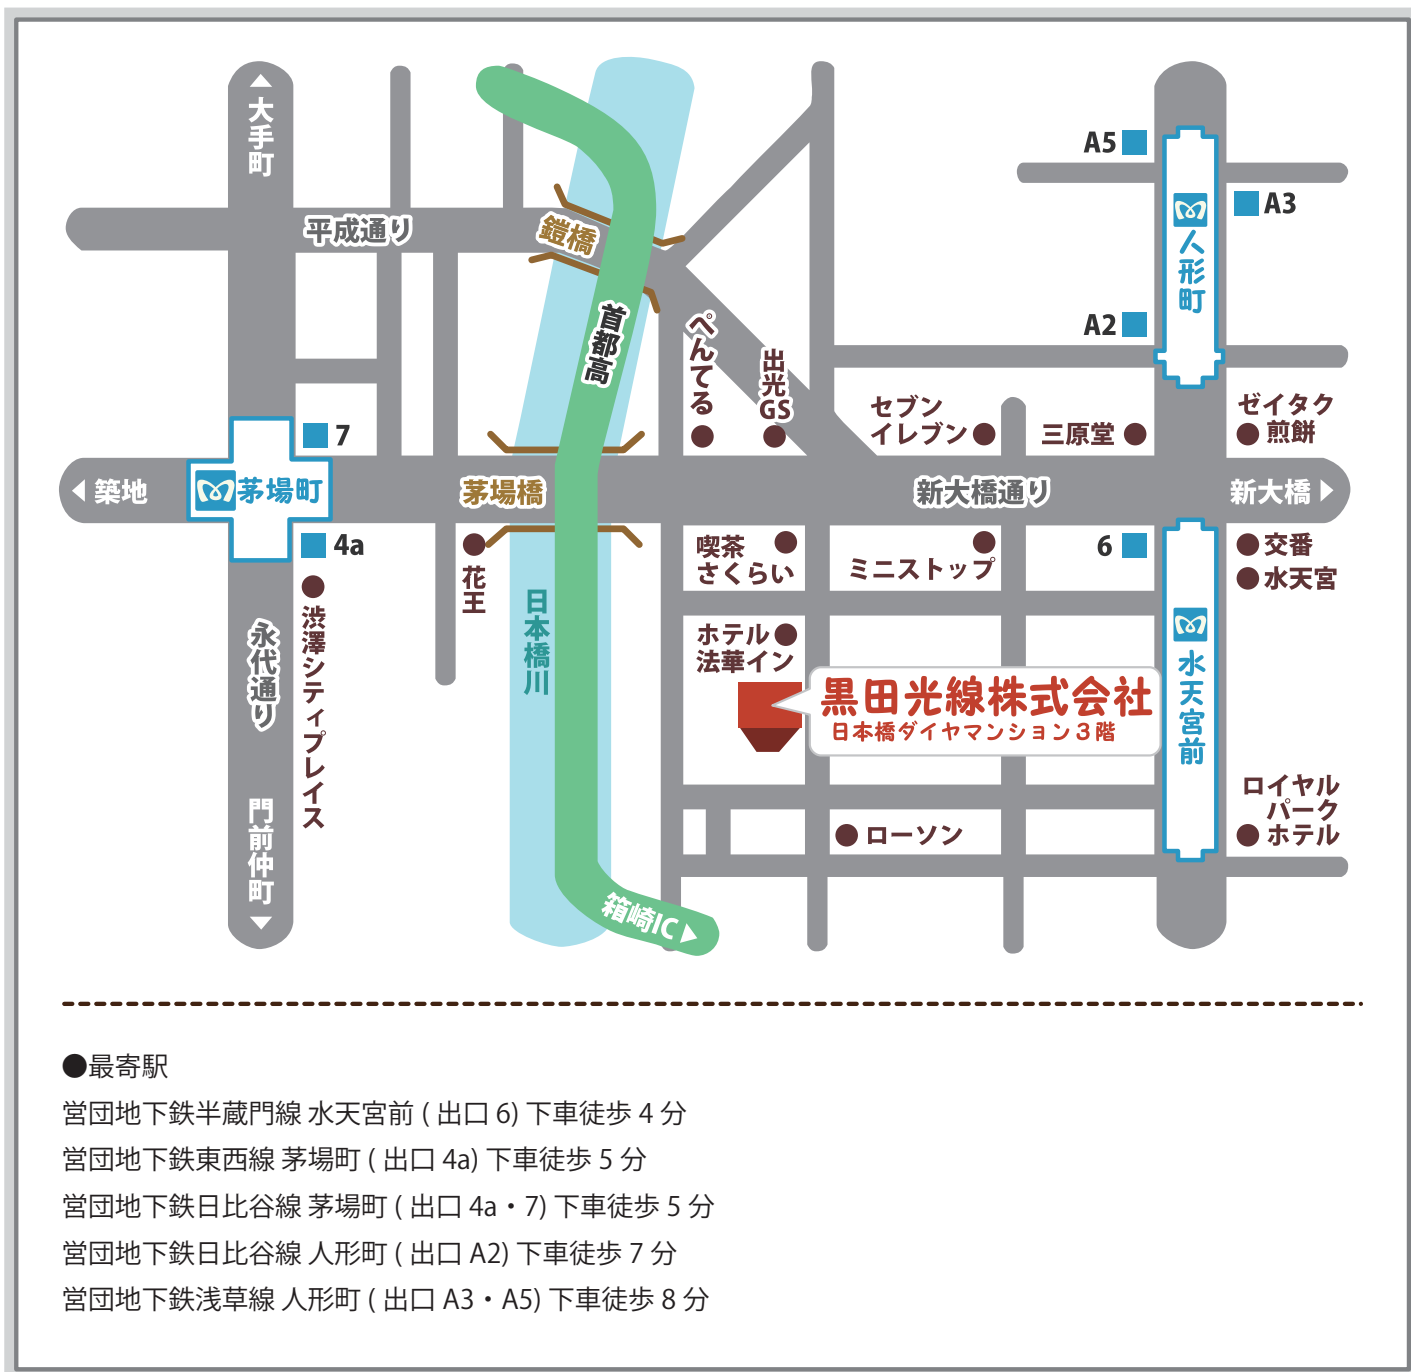 大手町
平成通り
鎧橋
首都高
A5
A3
人形町
A2
ぺんてる
出光
GS
セブン
イレブン
三原堂
ゼイタク
煎餅
7
築地
茅場町
茅場橋
新大橋通り
新大橋
4a
花王
喫茶
さくらい
ミニストップ
6
交番
水天宮
渋澤シティプレイス
永代通り
日本橋川
ホテル
法華イン
黒田光線株式会社
日本橋ダイヤマンション3階
水天宮前
門前仲町
ローソン
ロイヤル
パーク
ホテル
箱崎IC
●最寄駅
営団地下鉄半蔵門線 水天宮前 ( 出口 6) 下車徒歩 4 分
営団地下鉄東西線 茅場町 ( 出口 4a) 下車徒歩 5 分
営団地下鉄日比谷線 茅場町 ( 出口 4a・7) 下車徒歩 5 分
営団地下鉄日比谷線 人形町 ( 出口 A2) 下車徒歩 7 分
営団地下鉄浅草線 人形町 ( 出口 A3・A5) 下車徒歩 8 分